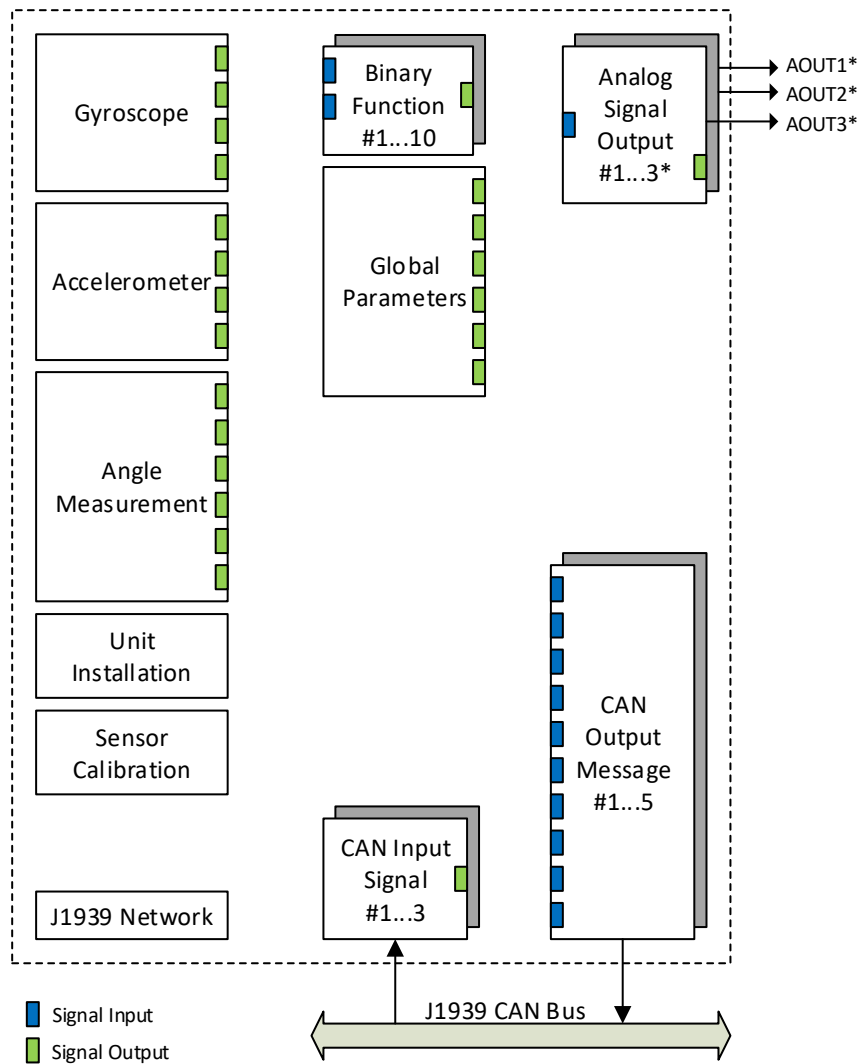 Gyroscope
Accelerometer
Angle
Measurement
Unit
Installation
Sensor
Calibration
J1939 Network
Binary
Function
#1...10
Global
Parameters
CAN Input
Signal
#1...3
Analog
Signal
Output
#1...3*
AOUT1*
AOUT2*
AOUT3*
CAN
Output
Message
#1...5
J1939 CAN Bus
Signal Input
Signal Output